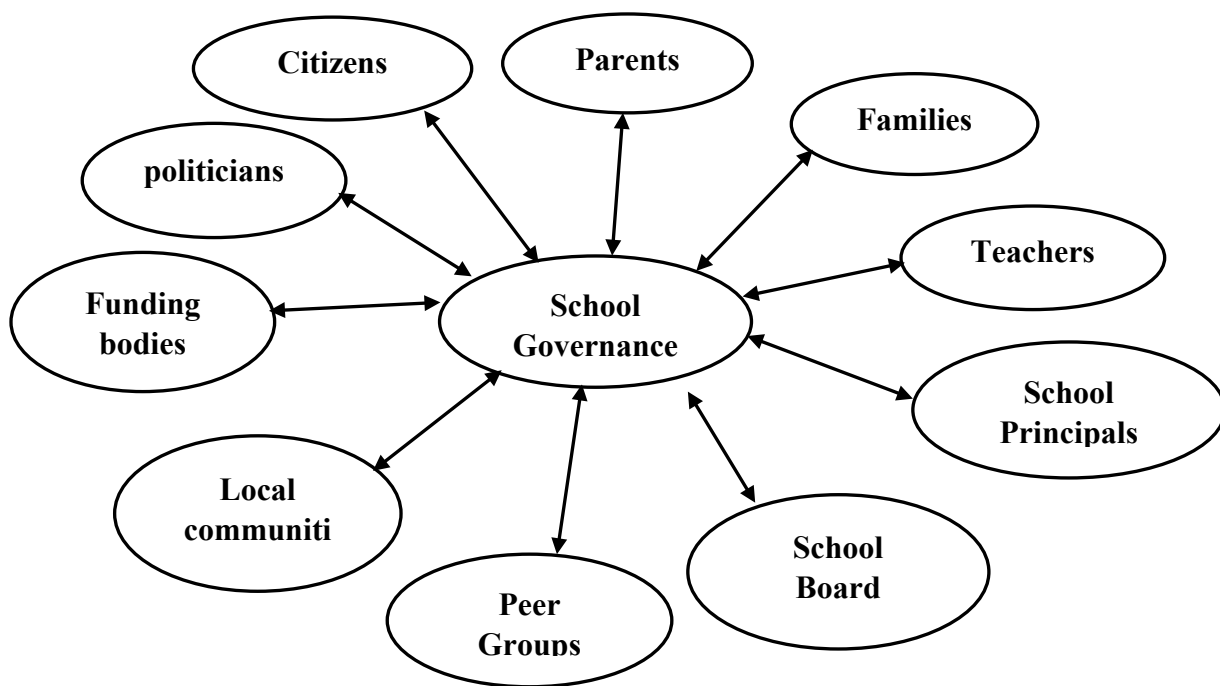 Citizens
Parents
Families
politicians
Teachers
Funding
bodies
School
Governance
School
Principals
Local
communiti
School
Board
Peer
Groups